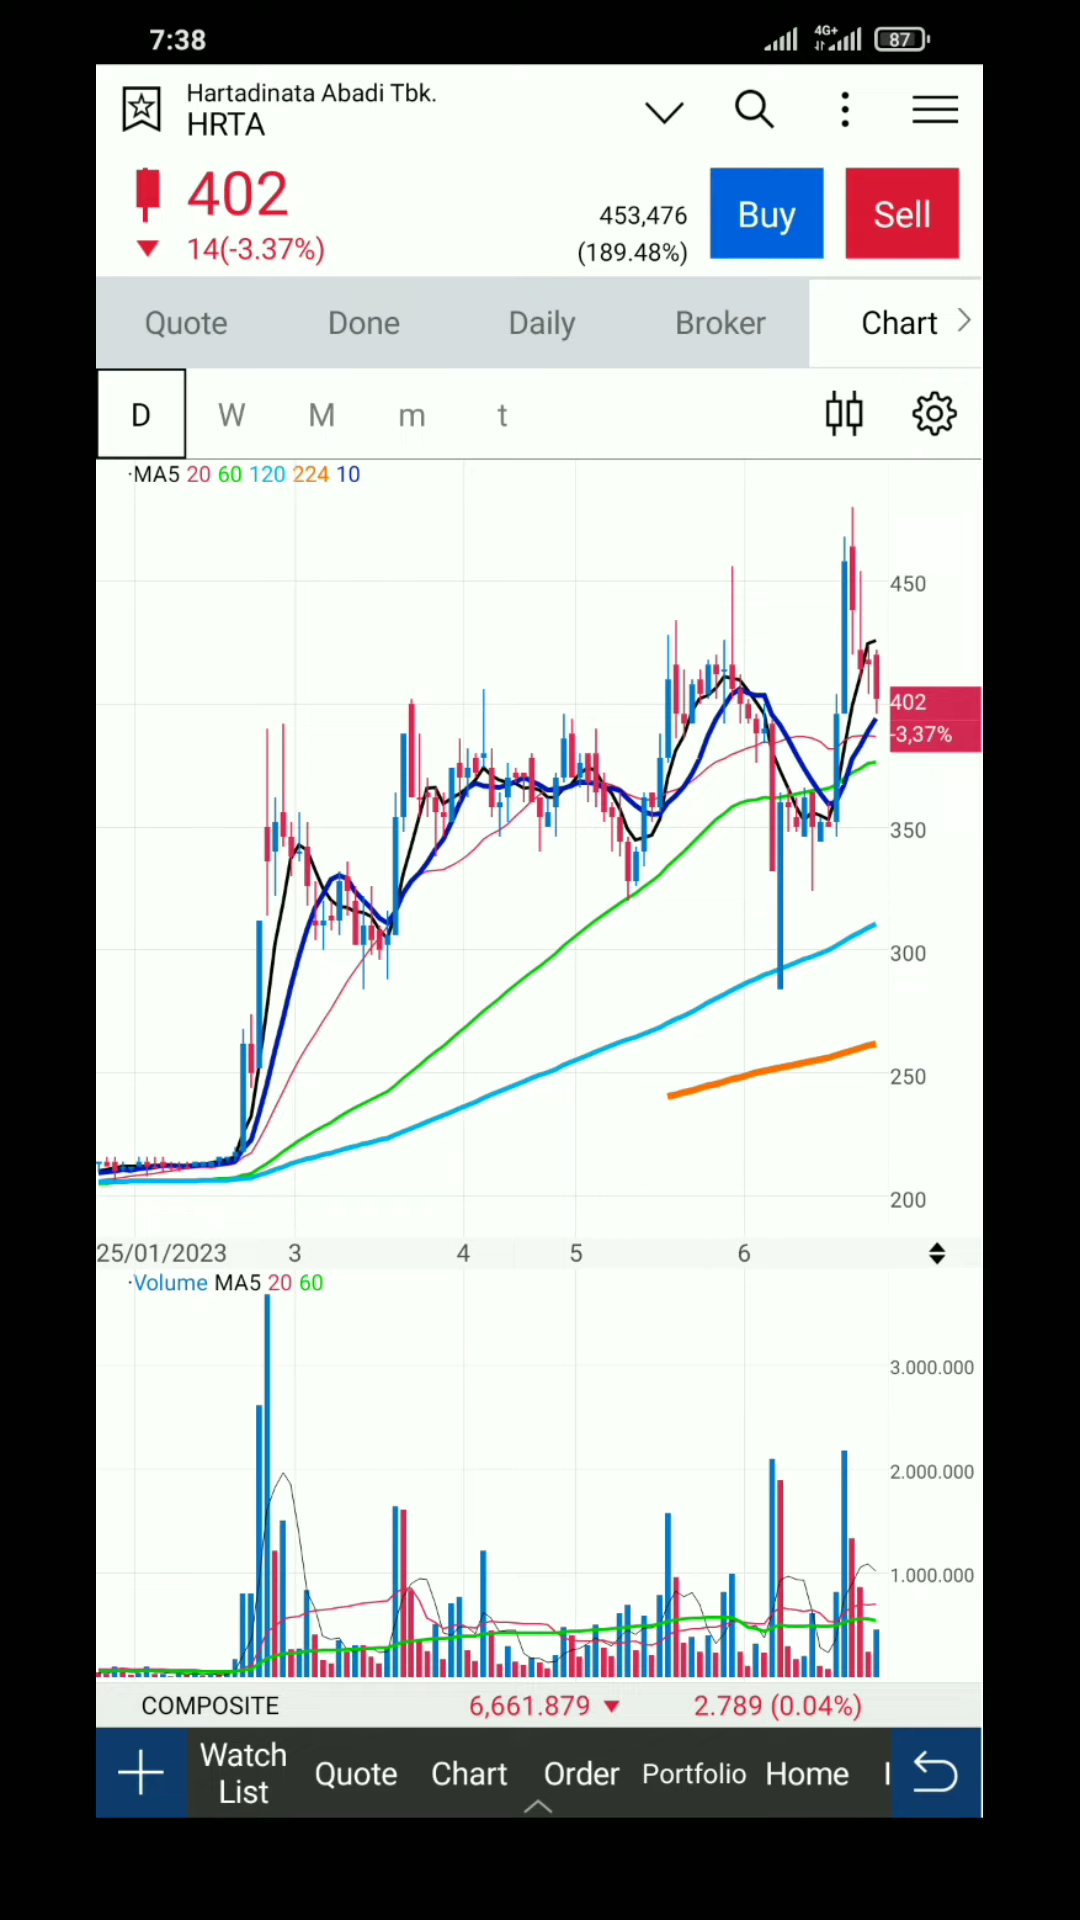 7:38
4G+
87
Hartadinata Abadi Tbk.
HRTA
402
14(-3.37%)
453,476
(189.48%)
Buy
Sell
Quote Done Daily Broker Chart
D W M m t
·MA5 20 60 120 224 10
450
402
-3,37%
350
300
250
200
25/01/2023 3 4 5 6
·Volume MA5 20 60
3.000.000
2.000.000
1.000.000
COMPOSITE 6,661.879 2.789 (0.04%)
Watch List Quote Chart Order Portfolio Home